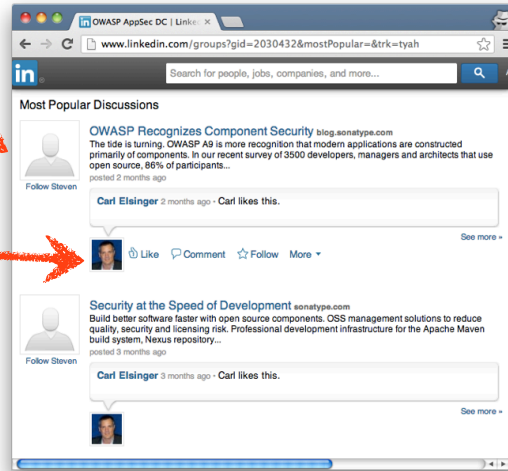 OWASP AppSec DC | Linke
www.linkedin.com/groups?gid=2030432&mostPopular=&trk=tyah
in
Search for people, jobs, companies, and more...
Most Popular Discussions
OWASP Recognizes Component Security blog.sonatype.com
The tide is turning. OWASP A9 is more recognition that modern applications are constructed
primarily of components. In our recent survey of 3500 developers, managers and architects that use
open source, 86% of participants...
posted 2 months ago
Follow Steven
Carl Elsinger 2 months ago · Carl likes this.
See more »
Like Comment Follow More
Security at the Speed of Development sonatype.com
Build better software faster with open source components. OSS management solutions to reduce
quality, security and licensing risk. Professional development infrastructure for the Apache Maven
build system, Nexus repository...
posted 3 months ago
Follow Steven
Carl Elsinger 3 months ago · Carl likes this.
See more »